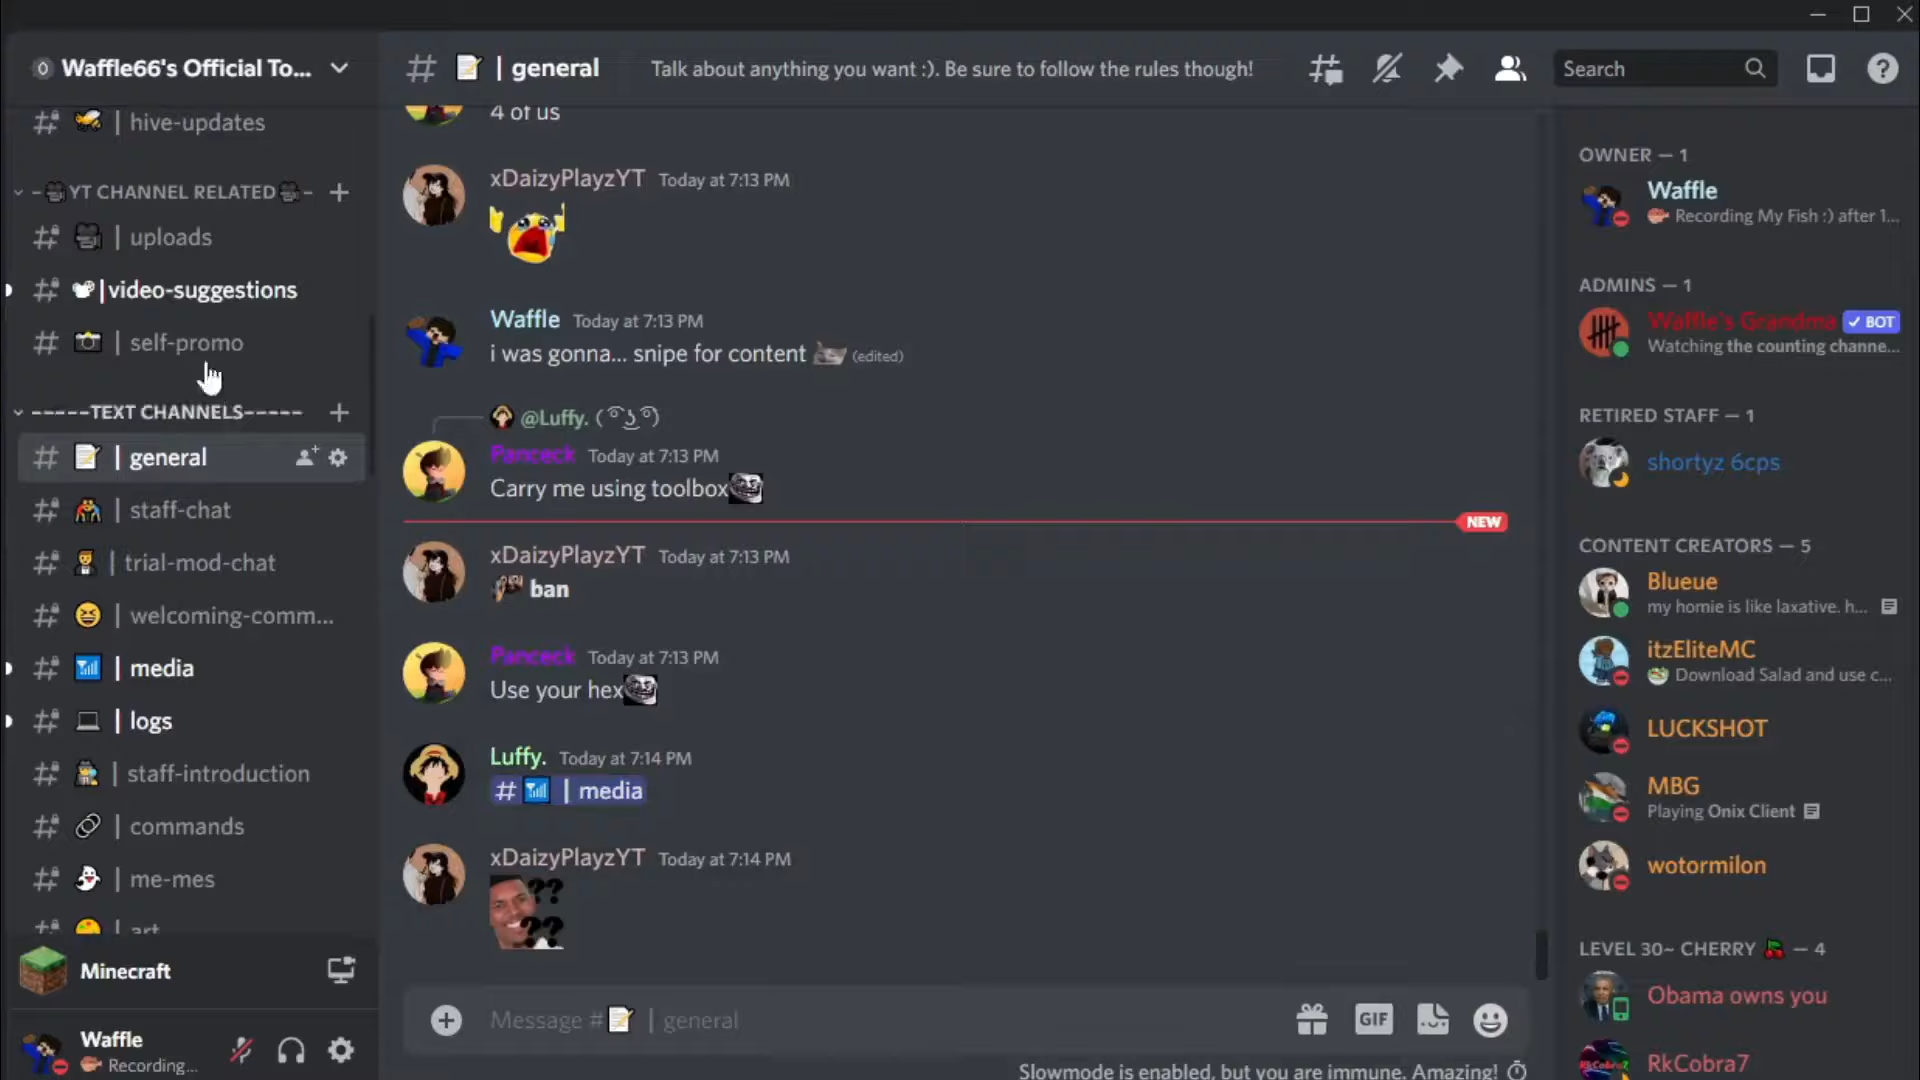 Waffle66's Official To...
hive-updates
YT CHANNEL RELATED
uploads
video-suggestions
self-promo
-----TEXT CHANNELS-----
general
staff-chat
trial-mod-chat
welcoming-comm...
media
logs
staff-introduction
commands
me-mes
art
Minecraft
Waffle
Recording...
# | general
Talk about anything you want :). Be sure to follow the rules though!
Search
4 of us
xDaizyPlayzYT Today at 7:13 PM
Waffle Today at 7:13 PM
i was gonna... snipe for content (edited)
@Luffy. ( ͡° ͜ʖ ͡°)
Panceck Today at 7:13 PM
Carry me using toolbox
NEW
xDaizyPlayzYT Today at 7:13 PM
ban
Panceck Today at 7:13 PM
Use your hex
Luffy. Today at 7:14 PM
# | media
xDaizyPlayzYT Today at 7:14 PM
??
??
Message # | general
GIF
Slowmode is enabled, but you are immune. Amazing!
OWNER — 1
Waffle
Recording My Fish :) after 1...
ADMINS — 1
Waffle's Grandma ✓ BOT
Watching the counting channe...
RETIRED STAFF — 1
shortyz 6cps
CONTENT CREATORS — 5
Blueue
my homie is like laxative. h...
itzEliteMC
Download Salad and use c...
LUCKSHOT
MBG
Playing Onix Client
wotormilon
LEVEL 30~ CHERRY 🍒 — 4
Obama owns you
RkCobra7